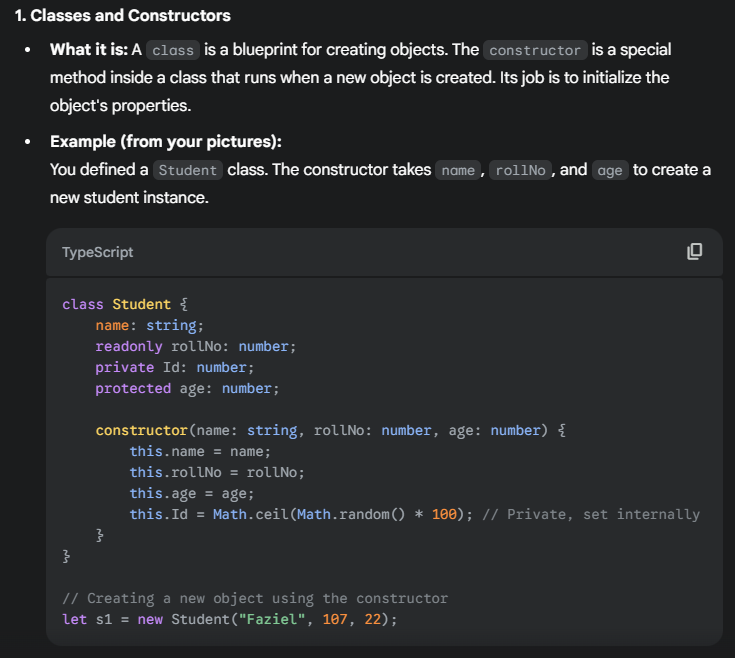 1. Classes and Constructors
• What it is: A class is a blueprint for creating objects. The constructor is a special
method inside a class that runs when a new object is created. Its job is to initialize the
object's properties.
• Example (from your pictures):
You defined a Student class. The constructor takes name, rollNo, and age to create a
new student instance.
TypeScript
class Student {
    name: string;
    readonly rollNo: number;
    private Id: number;
    protected age: number;

    constructor(name: string, rollNo: number, age: number) {
        this.name = name;
        this.rollNo = rollNo;
        this.age = age;
        this.Id = Math.ceil(Math.random() * 100); // Private, set internally
    }
}

// Creating a new object using the constructor
let s1 = new Student("Faziel", 107, 22);